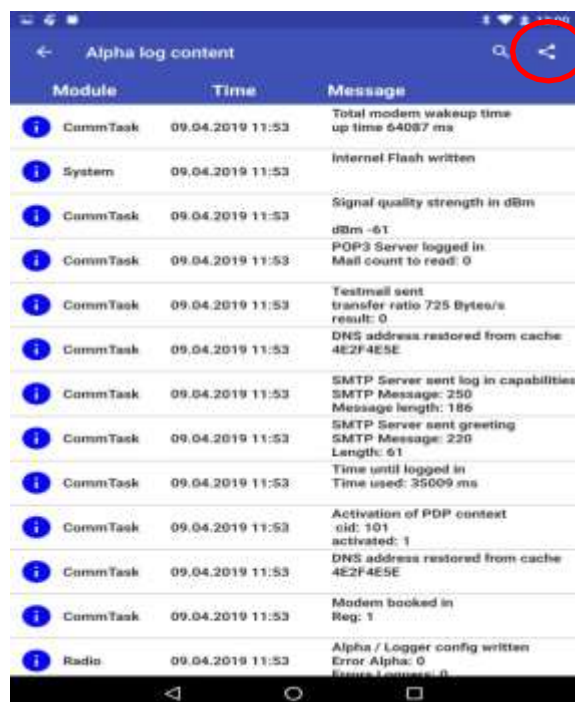 Alpha log content
Module Time Message
CommTask 09.04.2019 11:53 Total modem wakeup time
up time 64087 ms
System 09.04.2019 11:53 Internal Flash written
CommTask 09.04.2019 11:53 Signal quality strength in dBm
dBm -61
CommTask 09.04.2019 11:53 POP3 Server logged in
Mail count to read: 0
CommTask 09.04.2019 11:53 Testmail sent
transfer ratio 725 Bytes/s
result: 0
CommTask 09.04.2019 11:53 DNS address restored from cache
4E2F4E5E
CommTask 09.04.2019 11:53 SMTP Server sent log in capabilities
SMTP Message: 250
Message length: 186
CommTask 09.04.2019 11:53 SMTP Server sent greeting
SMTP Message: 220
Length: 61
CommTask 09.04.2019 11:53 Time until logged in
Time used: 35009 ms
CommTask 09.04.2019 11:53 Activation of PDP context
cid: 101
activated: 1
CommTask 09.04.2019 11:53 DNS address restored from cache
4E2F4E5E
CommTask 09.04.2019 11:53 Modem booked in
Reg: 1
Radio 09.04.2019 11:53 Alpha / Logger config written
Error Alpha: 0
Errors Loggers: 0